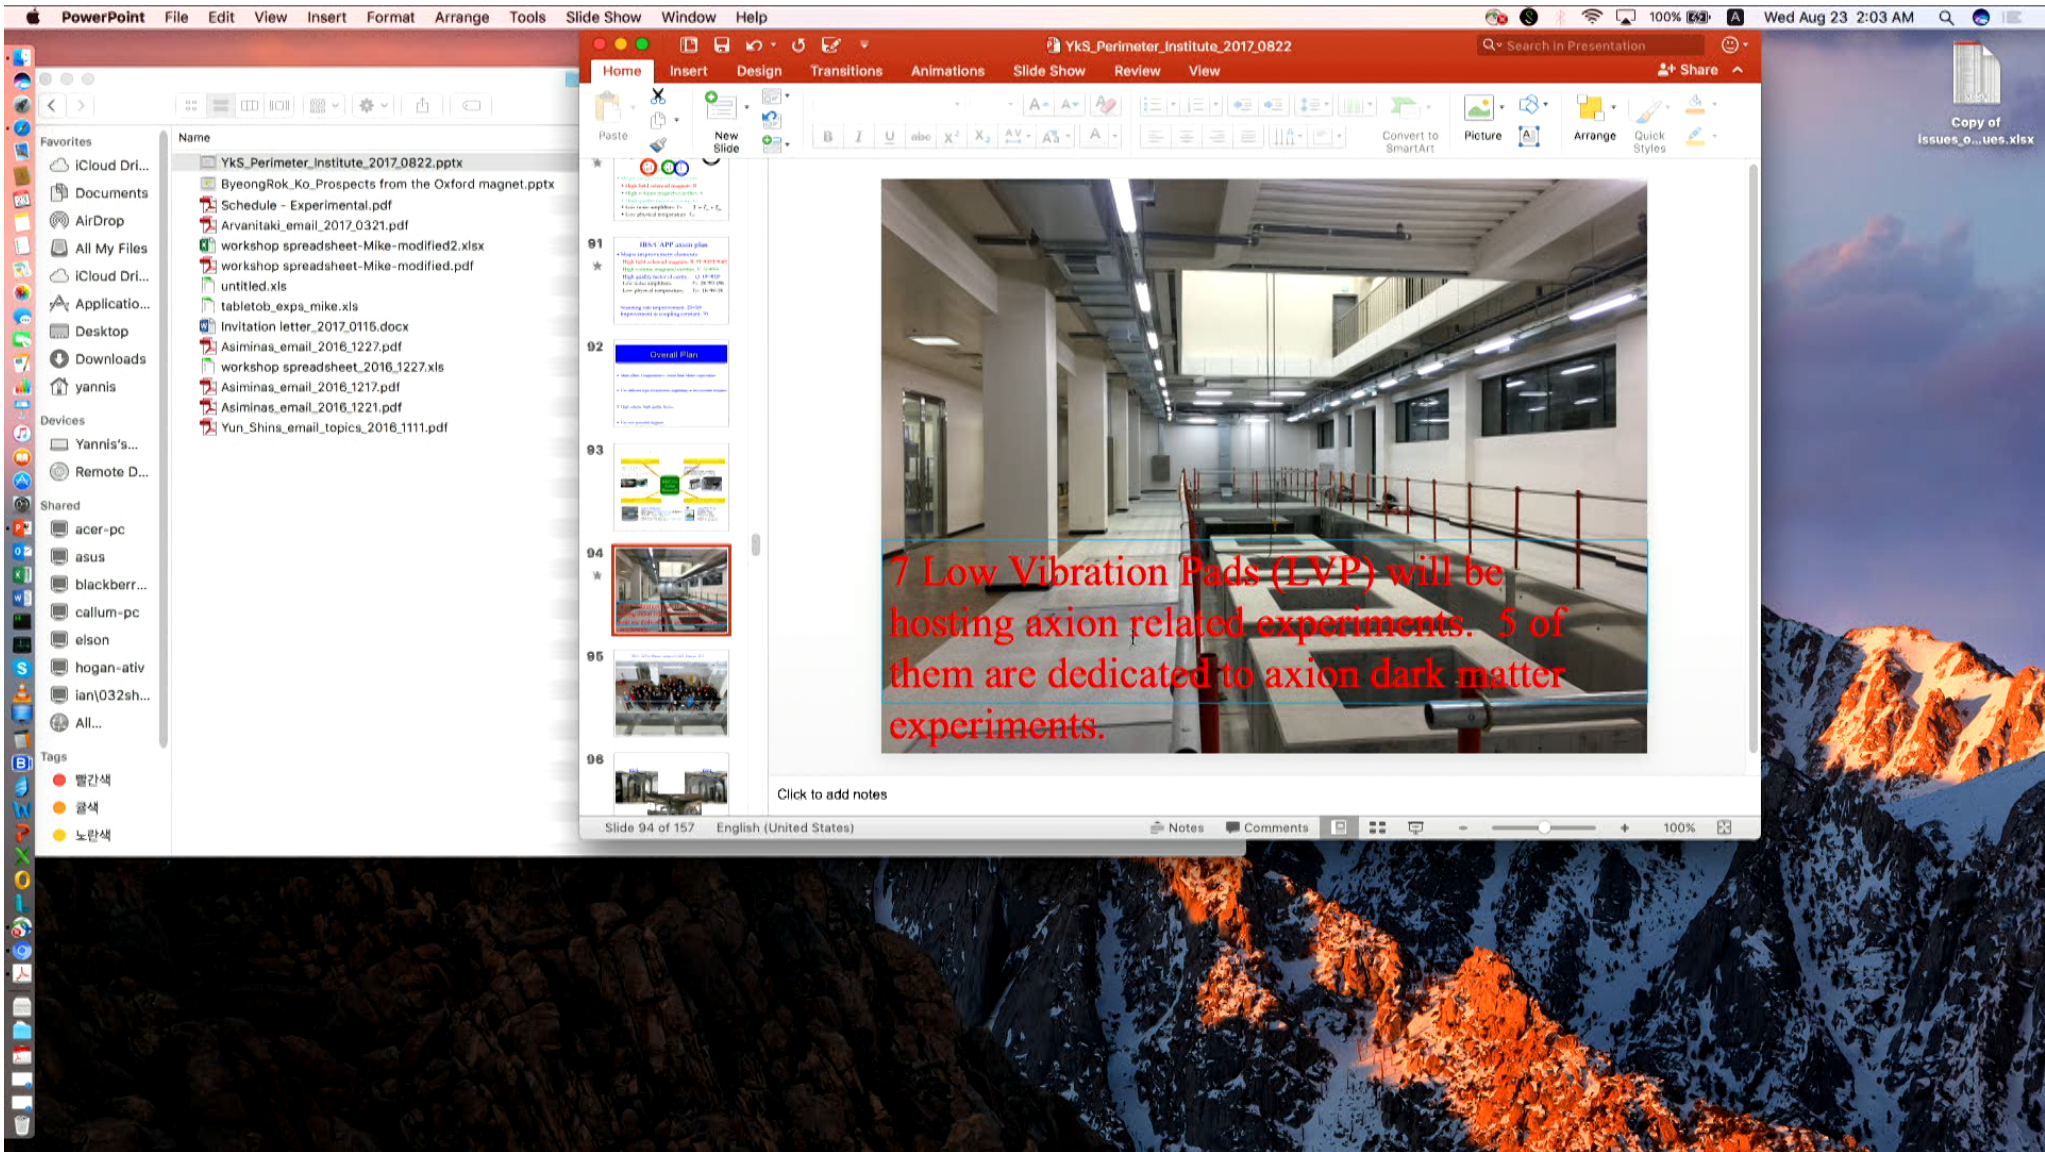 PowerPoint File Edit View Insert Format Arrange Tools Slide Show Window Help
100% A Wed Aug 23 2:03 AM
YkS_Perimeter_Institute_2017_0822
Search in Presentation
Home Insert Design Transitions Animations Slide Show Review View
Share
Paste
New
Slide
B I U abc X² X₂ AV Aa A
Convert to
SmartArt
Picture
Arrange
Quick
Styles
Copy of
issues_o...ues.xlsx
Favorites
iCloud Dri...
Documents
AirDrop
All My Files
iCloud Dri...
Applicatio...
Desktop
Downloads
yannis
Devices
Yannis's...
Remote D...
Shared
acer-pc
asus
blackberr...
callum-pc
elson
hogan-ativ
ian\032sh...
All...
Tags
빨간색
귤색
노란색
Name
YkS_Perimeter_Institute_2017_0822.pptx
ByeongRok_Ko_Prospects from the Oxford magnet.pptx
Schedule - Experimental.pdf
Arvanitaki_email_2017_0321.pdf
workshop spreadsheet-Mike-modified2.xlsx
workshop spreadsheet-Mike-modified.pdf
untitled.xls
tabletob_exps_mike.xls
Invitation letter_2017_0115.docx
Asiminas_email_2016_1227.pdf
workshop spreadsheet_2016_1227.xls
Asiminas_email_2016_1217.pdf
Asiminas_email_2016_1221.pdf
Yun_Shins_email_topics_2016_1111.pdf
91
IBS/CAPP axion plan
92
Overall Plan
93
94
95
96
7 Low Vibration Pads (LVP) will be
hosting axion related experiments. 5 of
them are dedicated to axion dark matter
experiments.
Click to add notes
Slide 94 of 157 English (United States)
Notes Comments 100%